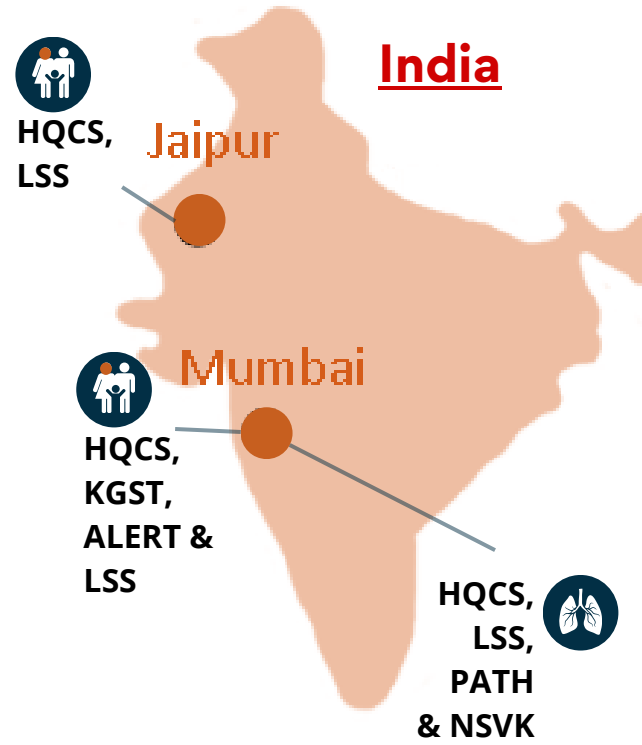 India
HQCS,
LSS
Jaipur
Mumbai
HQCS,
KGST,
ALERT &
LSS
HQCS,
LSS,
PATH
& NSVK